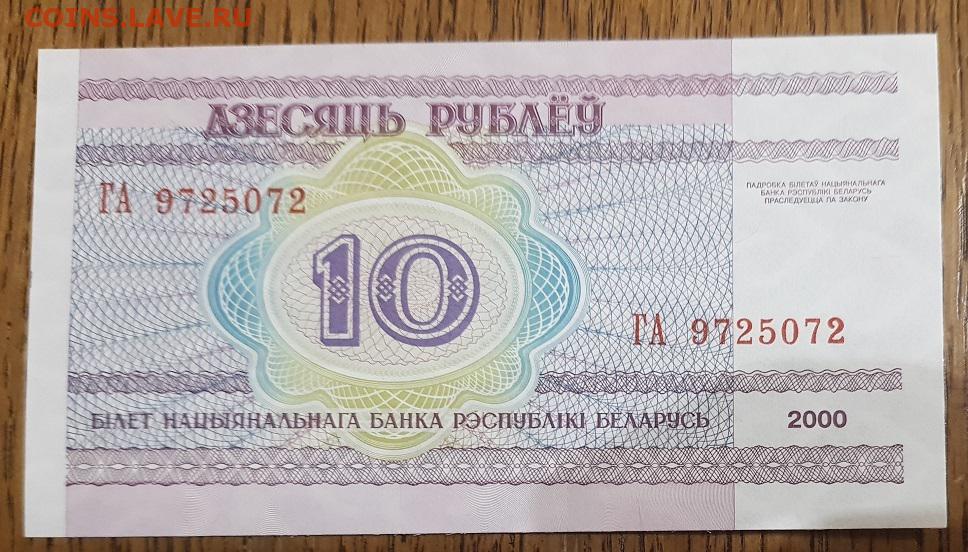 COINS.LAVE.RU
ДЗЕСЯЦЬ РУБЛЁЎ
ГА 9725072
ПАДРОБКА БІЛЕТАЎ НАЦЫЯНАЛЬНАГА
БАНКА РЭСПУБЛІКІ БЕЛАРУСЬ
ПРАСЛЕДУЕЦЦА ПА ЗАКОНУ
10
ГА 9725072
БІЛЕТ НАЦЫЯНАЛЬНАГА БАНКА РЭСПУБЛІКІ БЕЛАРУСЬ
2000